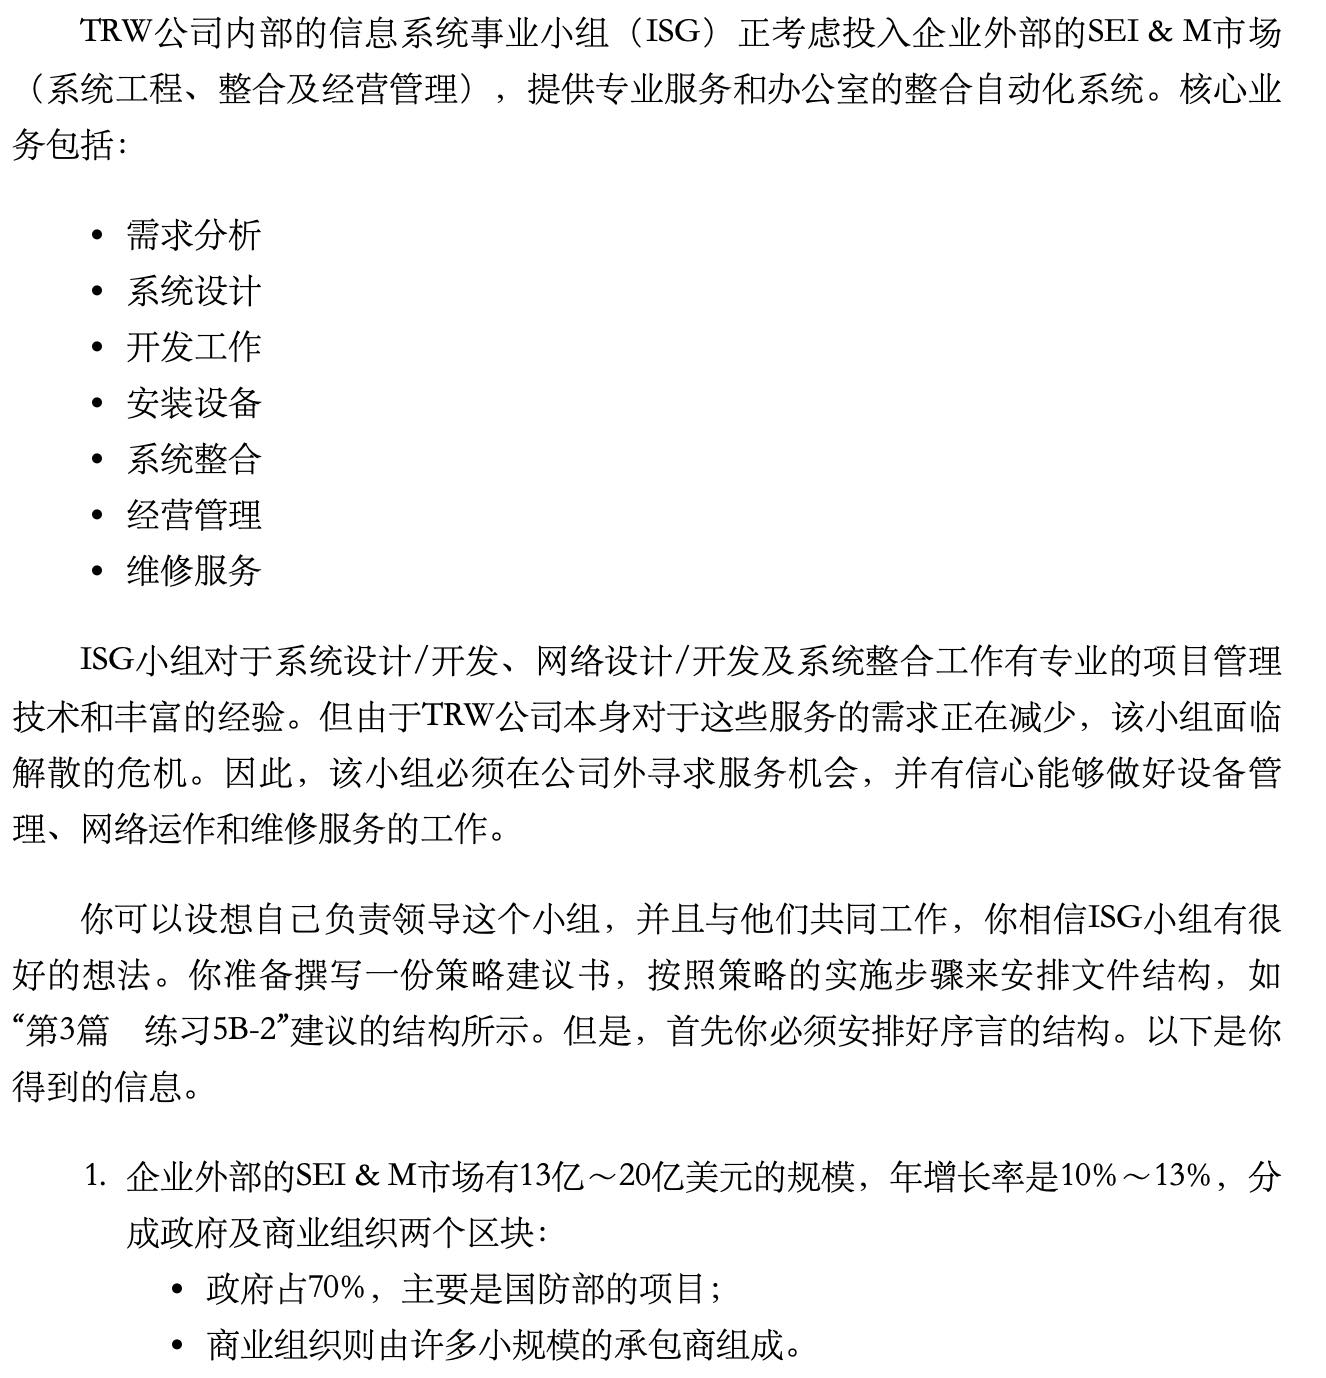 TRW公司内部的信息系统事业小组（ISG）正考虑投入企业外部的SEI & M市场
（系统工程、整合及经营管理），提供专业服务和办公室的整合自动化系统。核心业
务包括：
• 需求分析
• 系统设计
• 开发工作
• 安装设备
• 系统整合
• 经营管理
• 维修服务
ISG小组对于系统设计/开发、网络设计/开发及系统整合工作有专业的项目管理
技术和丰富的经验。但由于TRW公司本身对于这些服务的需求正在减少，该小组面临
解散的危机。因此，该小组必须在公司外寻求服务机会，并有信心能够做好设备管
理、网络运作和维修服务的工作。
你可以设想自己负责领导这个小组，并且与他们共同工作，你相信ISG小组有很
好的想法。你准备撰写一份策略建议书，按照策略的实施步骤来安排文件结构，如
“第3篇　练习5B-2”建议的结构所示。但是，首先你必须安排好序言的结构。以下是你
得到的信息。
1. 企业外部的SEI & M市场有13亿～20亿美元的规模，年增长率是10%～13%，分
成政府及商业组织两个区块：
• 政府占70%，主要是国防部的项目；
• 商业组织则由许多小规模的承包商组成。